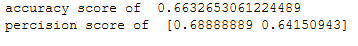 accuracy score of  0.6632653061224489
percision score of  [0.68888889 0.64150943]